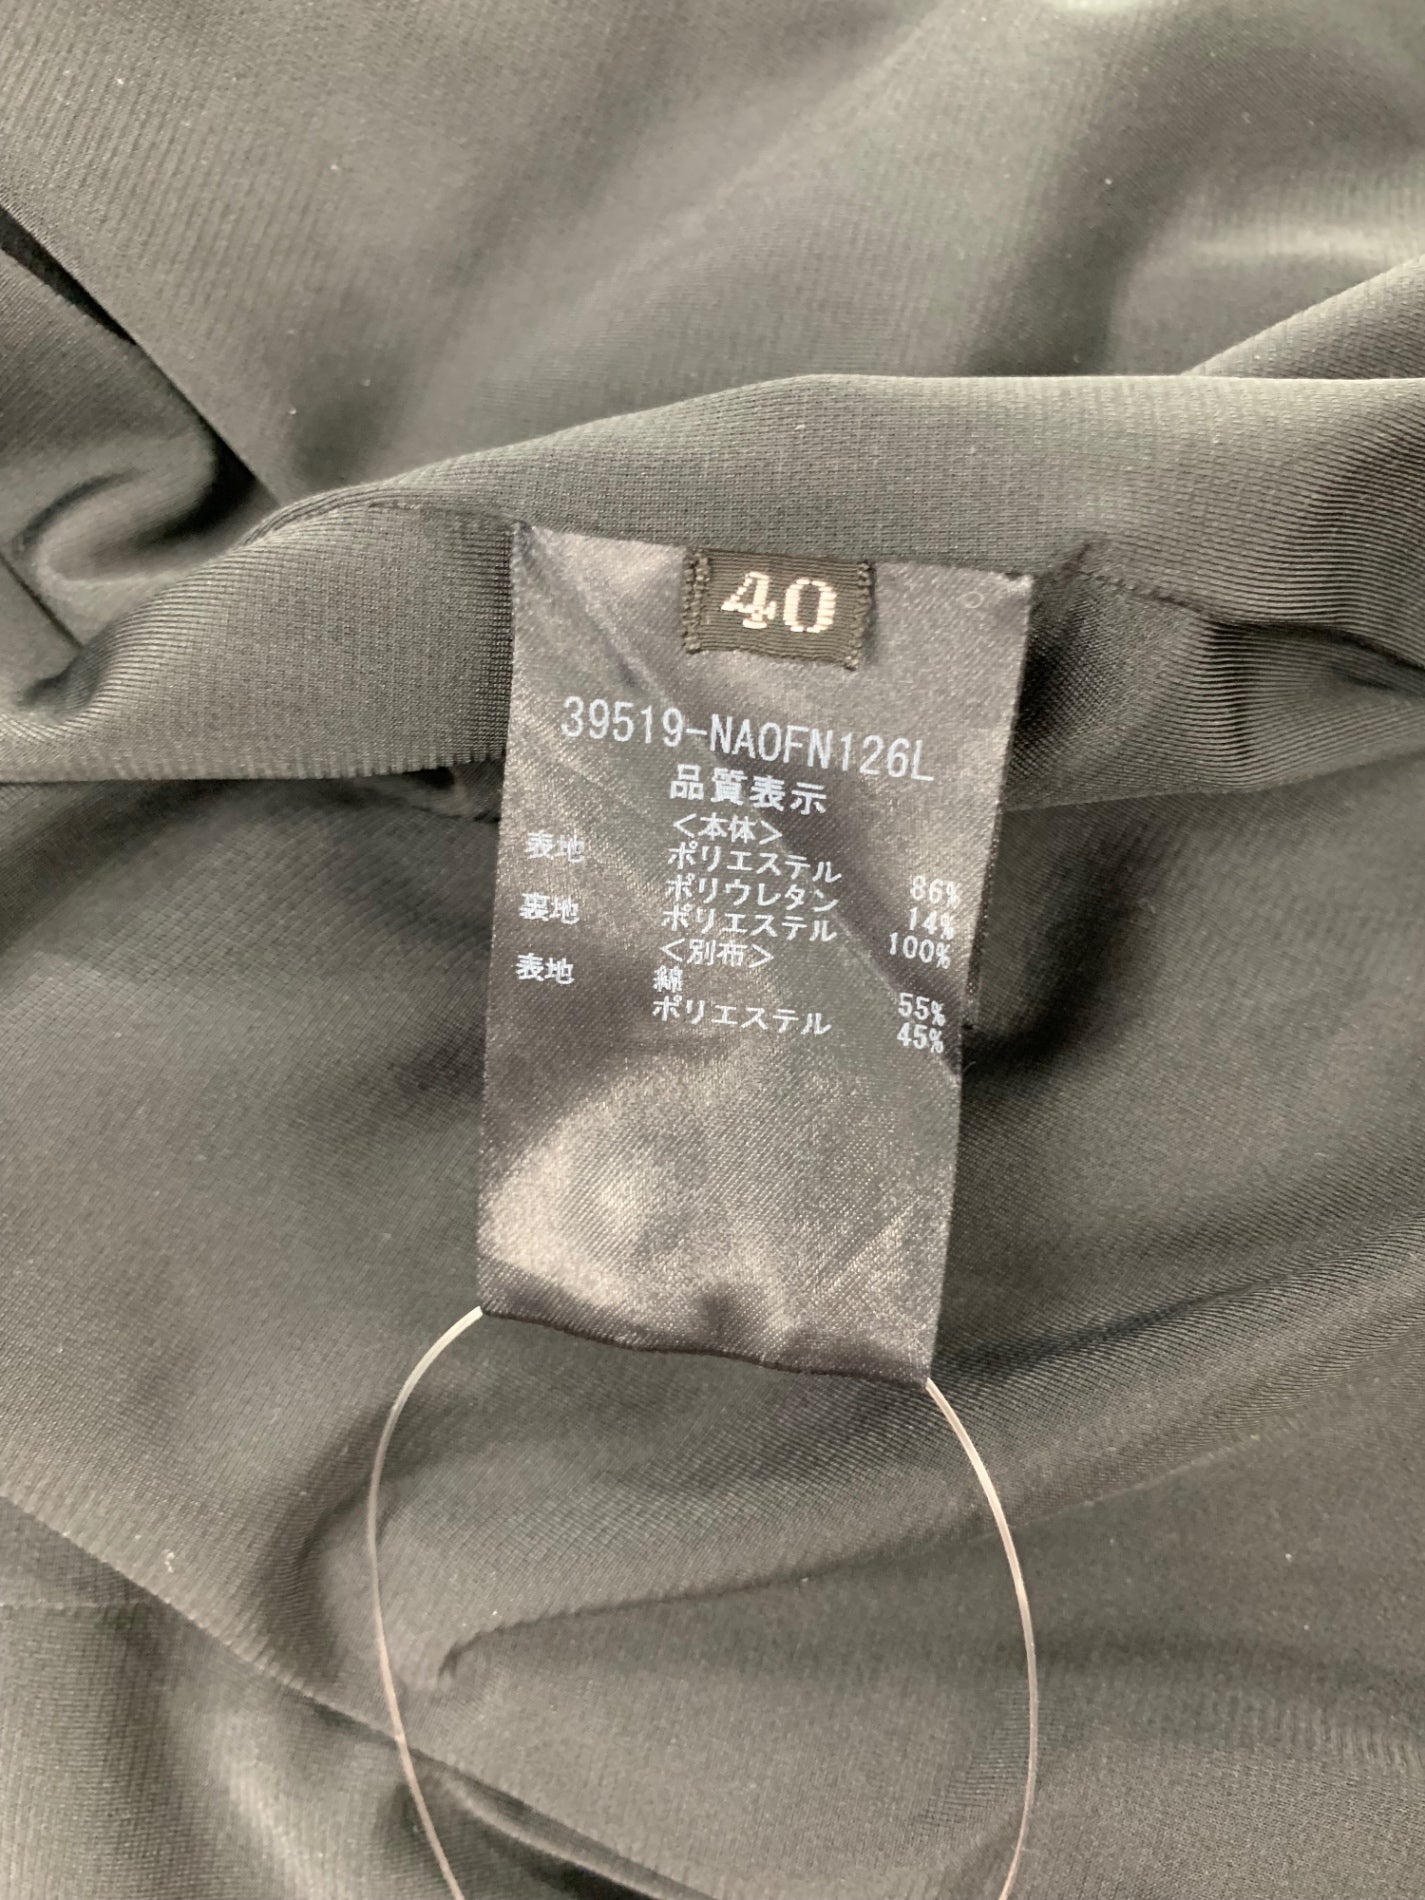 40
39519-NAOFN126L
品質表示
<本体>
表地 ポリエステル 86%
ポリウレタン 14%
裏地 ポリエステル 100%
<別布>
表地 綿 55%
ポリエステル 45%